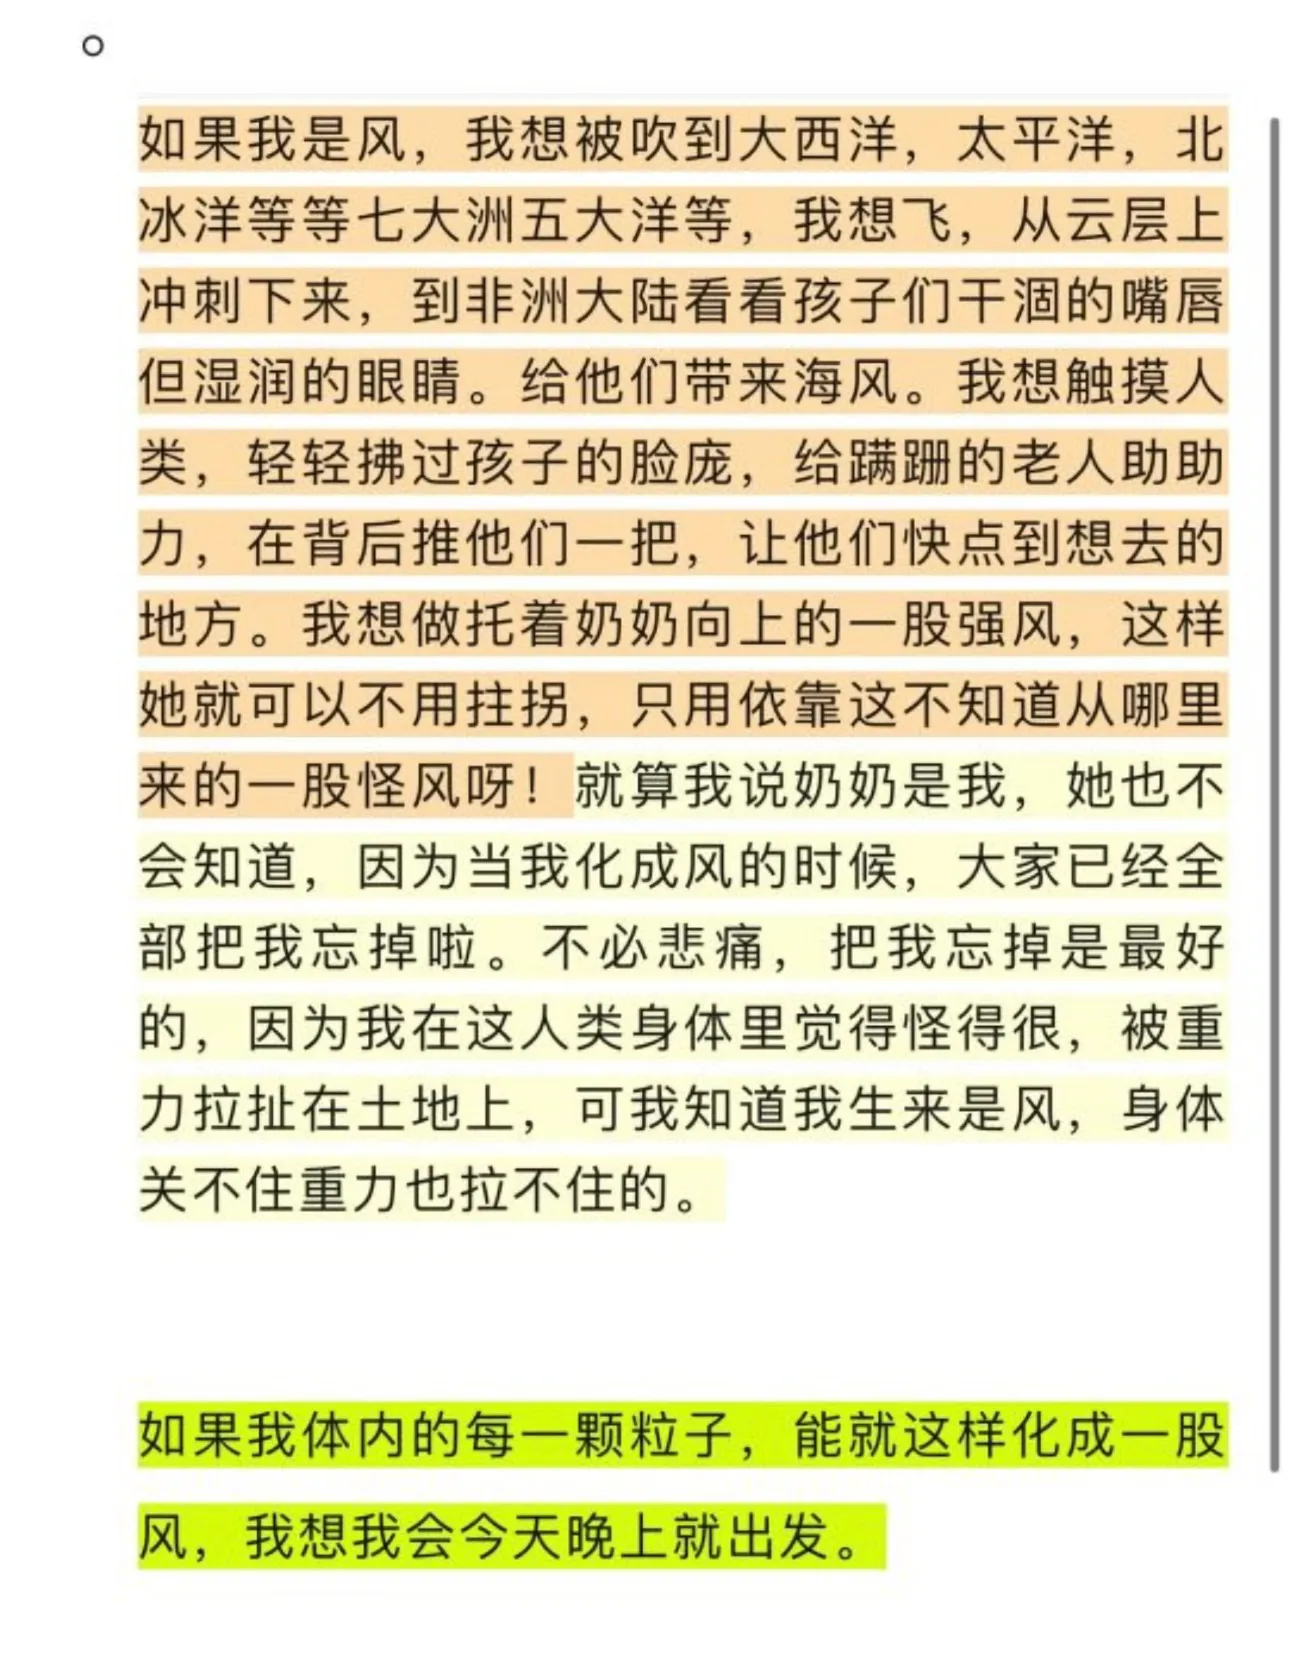 如果我是风，我想被吹到大西洋，太平洋，北
冰洋等等七大洲五大洋等，我想飞，从云层上
冲刺下来，到非洲大陆看看孩子们干涸的嘴唇
但湿润的眼睛。给他们带来海风。我想触摸人
类，轻轻拂过孩子的脸庞，给蹒跚的老人助助
力，在背后推他们一把，让他们快点到想去的
地方。我想做托着奶奶向上的一股强风，这样
她就可以不用拄拐，只用依靠这不知道从哪里
来的一股怪风呀！就算我说奶奶是我，她也不
会知道，因为当我化成风的时候，大家已经全
部把我忘掉啦。不必悲痛，把我忘掉是最好
的，因为我在这人类身体里觉得怪得很，被重
力拉扯在土地上，可我知道我生来是风，身体
关不住重力也拉不住的。
如果我体内的每一颗粒子，能就这样化成一股
风，我想我会今天晚上就出发。